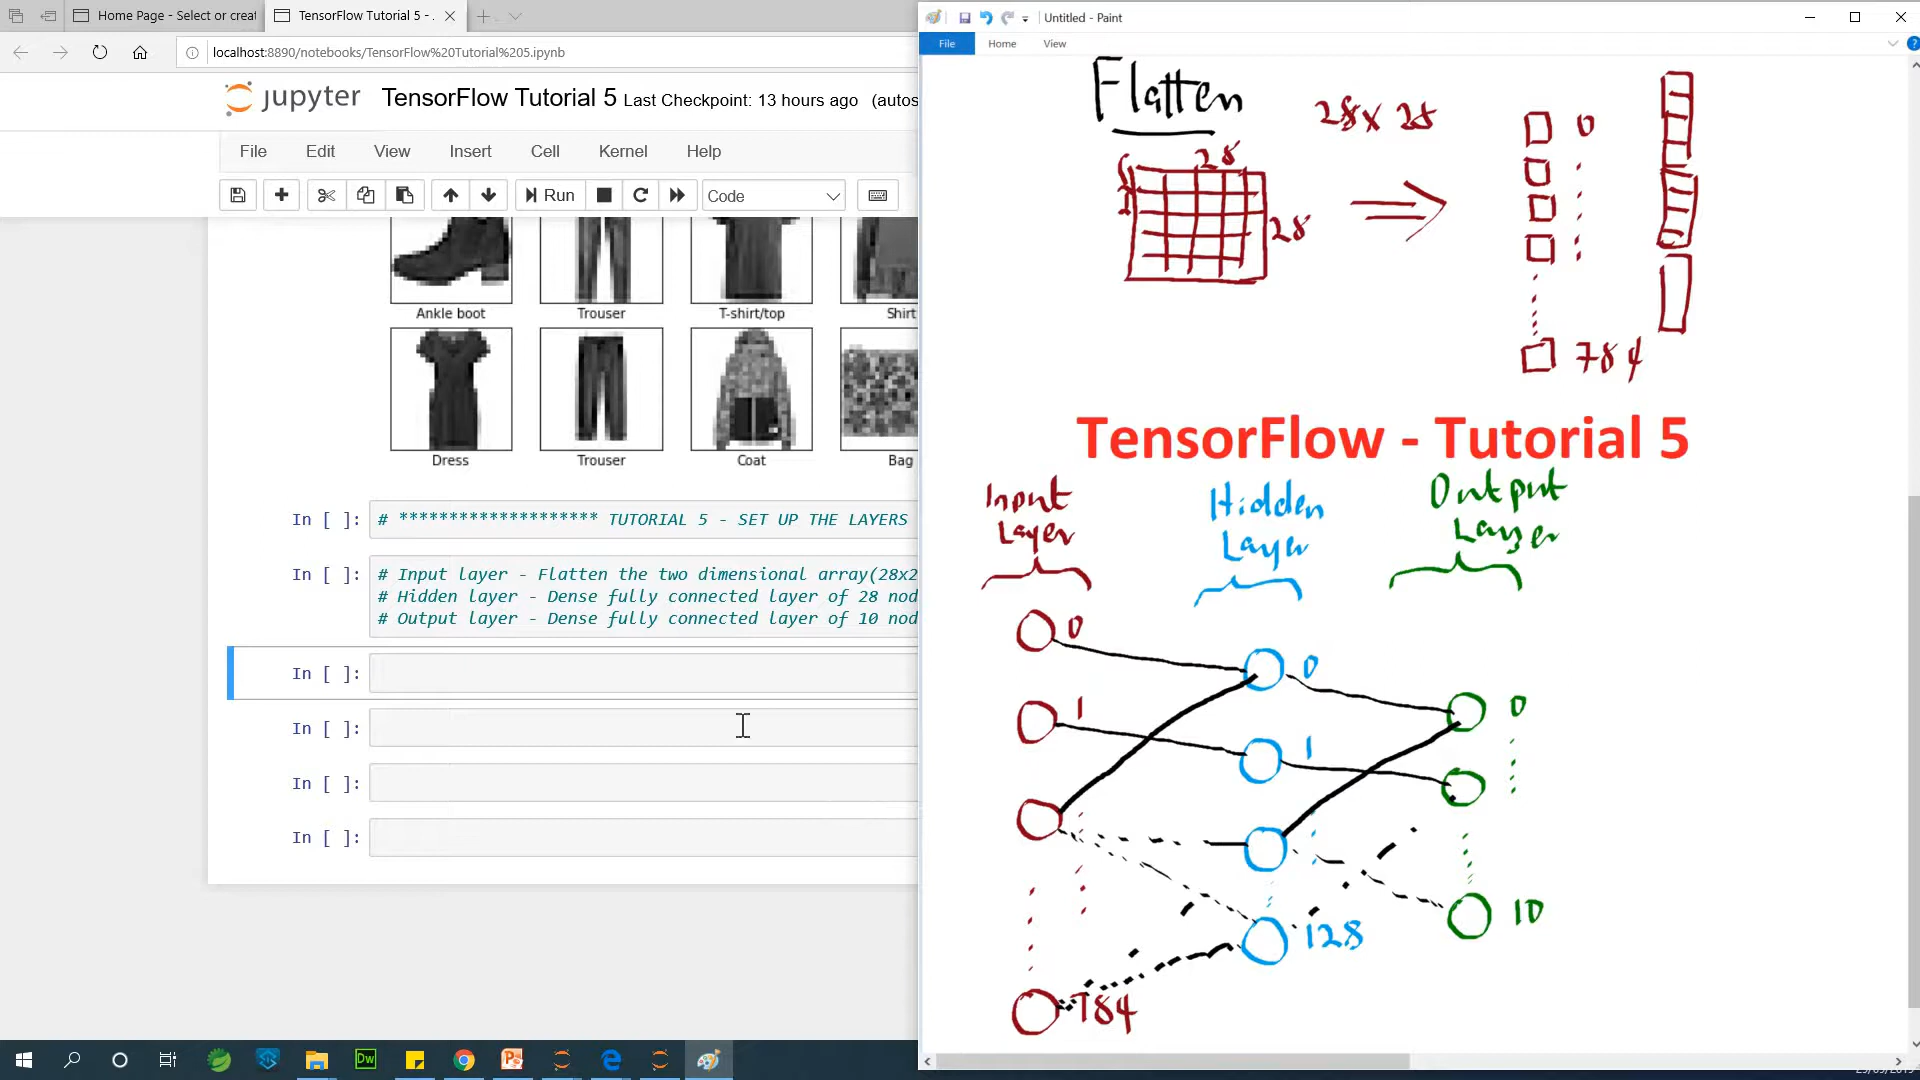 Home Page - Select or creat
TensorFlow Tutorial 5 - .
localhost:8890/notebooks/TensorFlow%20Tutorial%205.ipynb
jupyter TensorFlow Tutorial 5 Last Checkpoint: 13 hours ago (autos
File Edit View Insert Cell Kernel Help
Run Code
Ankle boot Trouser T-shirt/top Shirt
Dress Trouser Coat Bag
In [ ]: # ******************** TUTORIAL 5 - SET UP THE LAYERS
In [ ]: # Input layer - Flatten the two dimensional array(28x2
# Hidden layer - Dense fully connected layer of 28 nod
# Output layer - Dense fully connected layer of 10 nod
In [ ]:
In [ ]:
In [ ]:
In [ ]:
Dw
Untitled - Paint
File Home View
Flatten
28x28
28
28
0
784
TensorFlow - Tutorial 5
Input
Layer
Hidden
Layer
Output
Layer
0
1
784
0
1
128
0
10